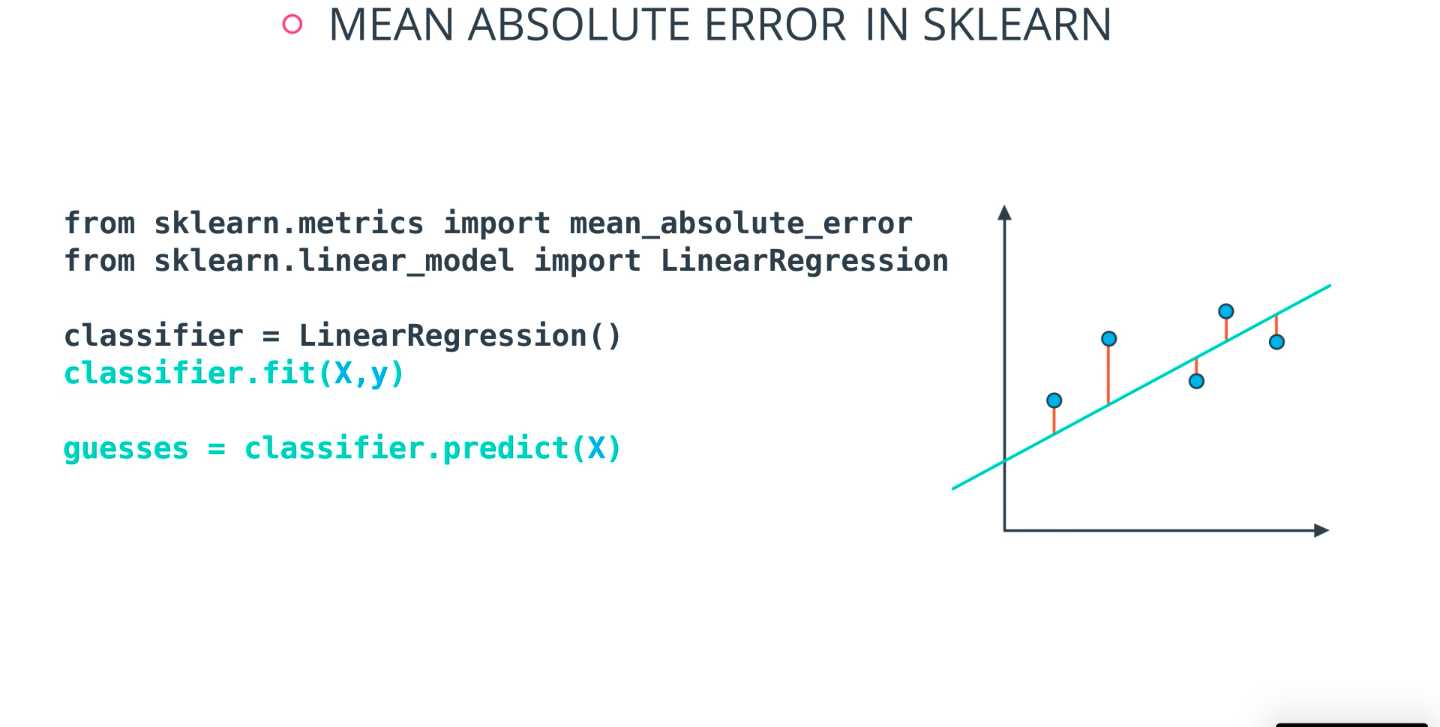 MEAN ABSOLUTE ERROR IN SKLEARN
from sklearn.metrics import mean_absolute_error
from sklearn.linear_model import LinearRegression
classifier = LinearRegression()
classifier.fit(X,y)
guesses = classifier.predict(X)